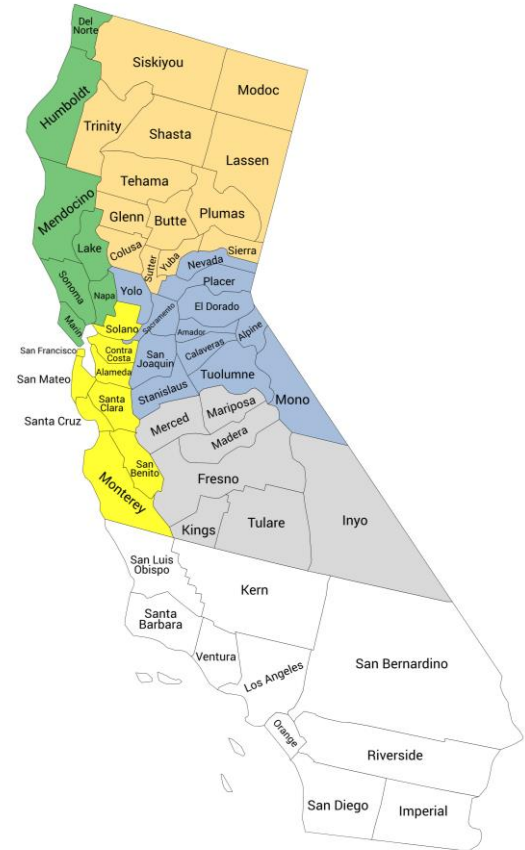 Del
Norte
Siskiyou
Modoc
Humboldt
Trinity
Shasta
Lassen
Tehama
Plumas
Mendocino
Glenn
Butte
Lake
Colusa
Sutter
Yuba
Sierra
Nevada
Sonoma
Napa
Yolo
Placer
El Dorado
Marin
Solano
Sacramento
Amador
Alpine
San Francisco
Contra
Costa
San
Joaquin
Calaveras
Alameda
Tuolumne
San Mateo
Santa
Clara
Stanislaus
Mono
Santa Cruz
Merced
Mariposa
Madera
San
Benito
Monterey
Fresno
Kings
Tulare
Inyo
San Luis
Obispo
Kern
Santa
Barbara
Ventura
Los Angeles
San Bernardino
Orange
Riverside
San Diego
Imperial